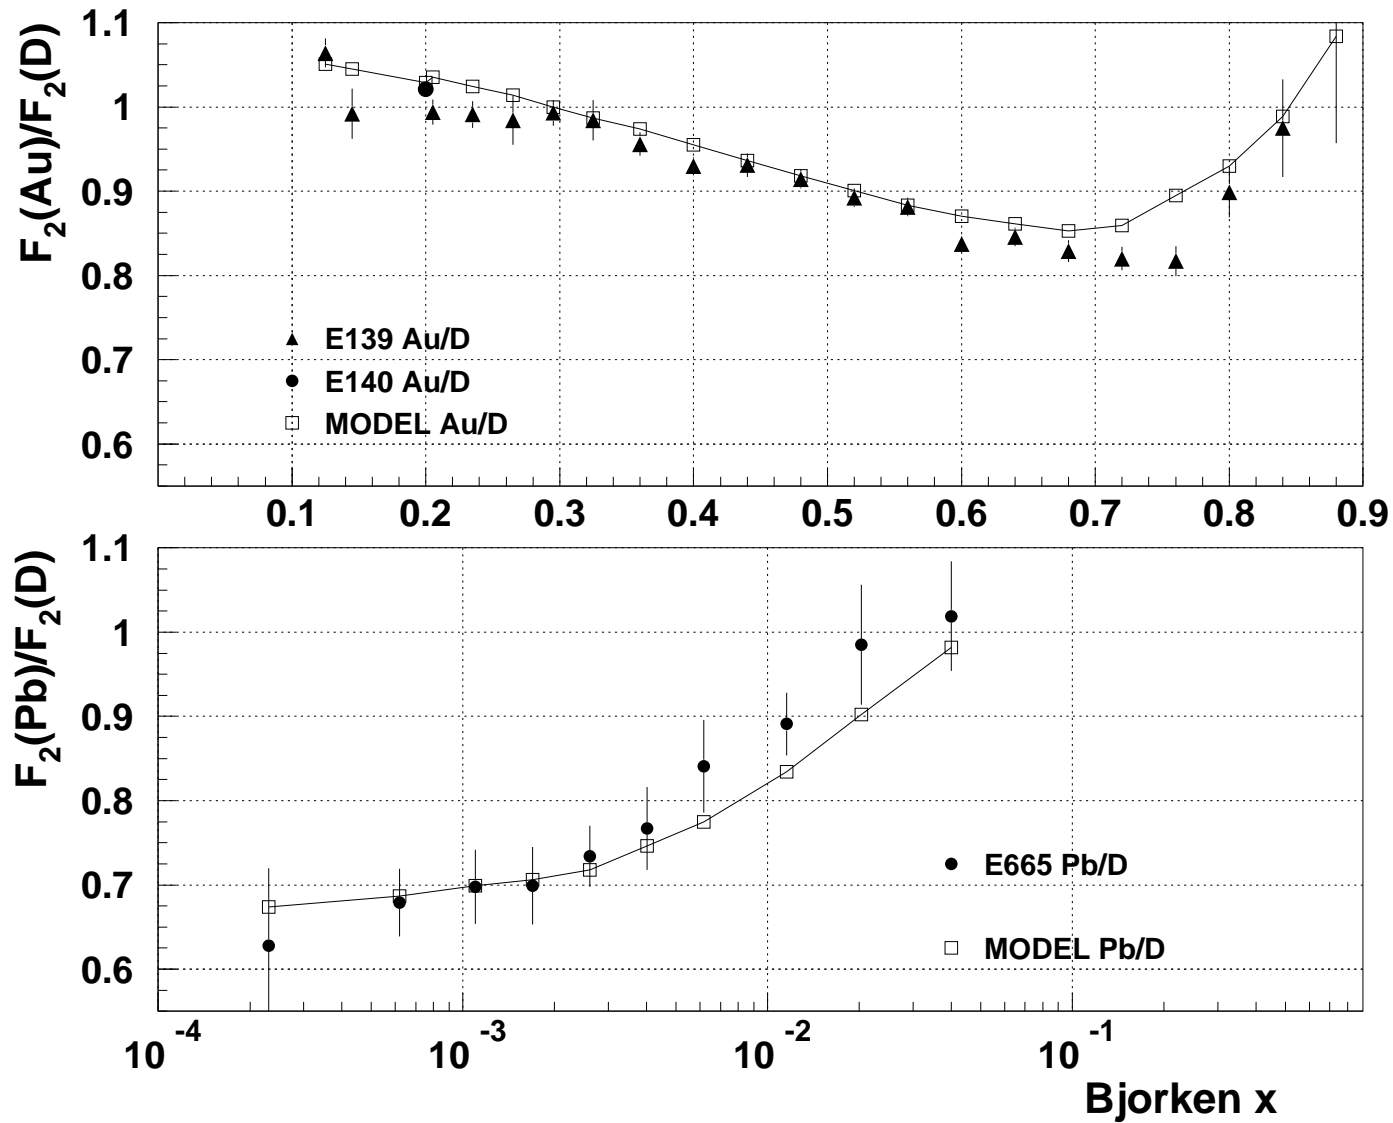 F2(Au)/F2(D)
1.1
1
0.9
0.8
0.7
0.6
E139 Au/D
E140 Au/D
MODEL Au/D
0.1 0.2 0.3 0.4 0.5 0.6 0.7 0.8 0.9
F2(Pb)/F2(D)
1.1
1
0.9
0.8
0.7
0.6
E665 Pb/D
MODEL Pb/D
10^-4 10^-3 10^-2 10^-1
Bjorken x